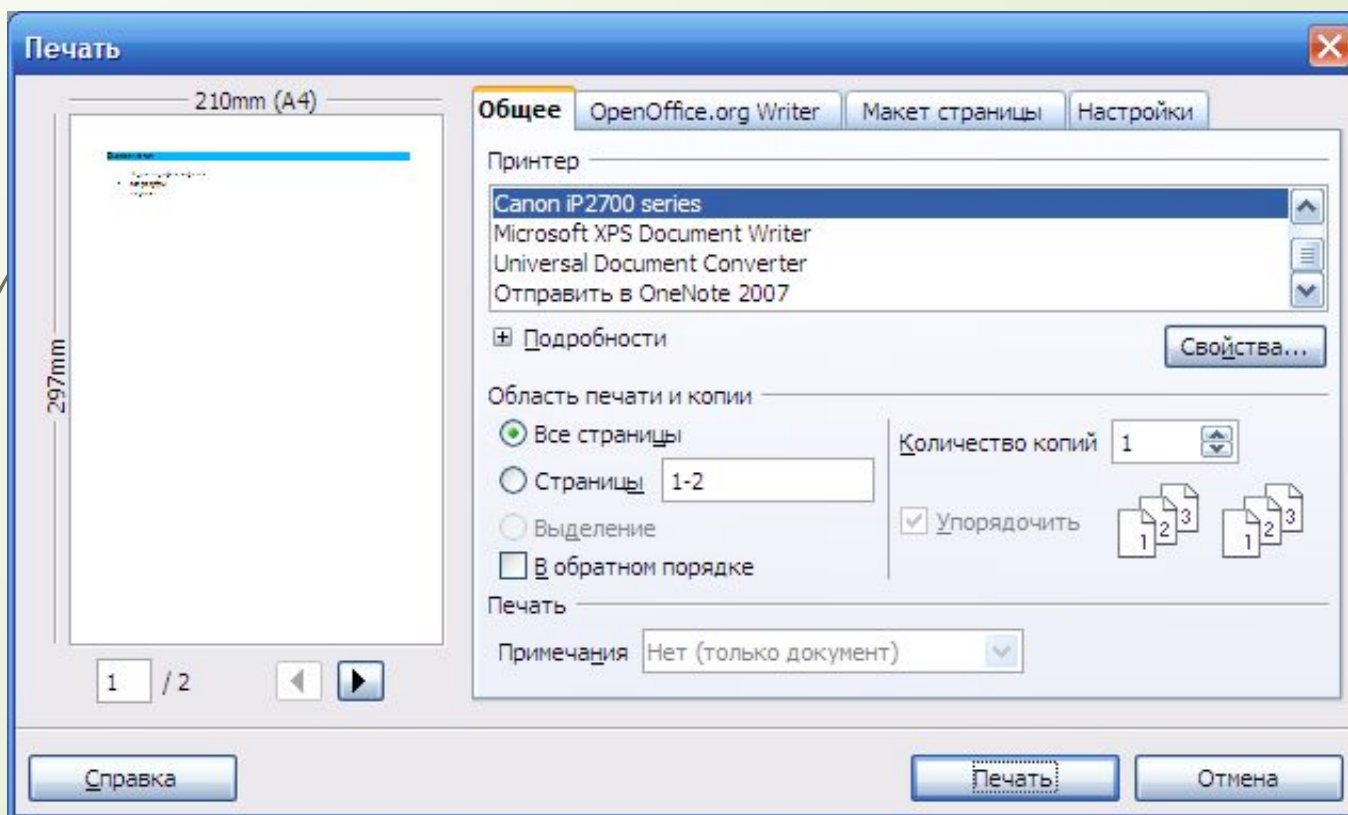 Печать
210mm (A4)
297mm
1 / 2
Общее OpenOffice.org Writer Макет страницы Настройки
Принтер
Canon iP2700 series
Microsoft XPS Document Writer
Universal Document Converter
Отправить в OneNote 2007
Подробности
Свойства...
Область печати и копии
Все страницы
Страницы 1-2
Выделение
В обратном порядке
Количество копий 1
Упорядочить
1 2 3 1 2 3
Печать
Примечания Нет (только документ)
Справка Печать Отмена